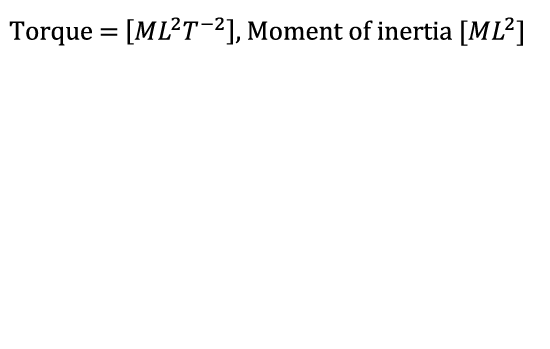 Torque = [ML²T⁻²], Moment of inertia [ML²]